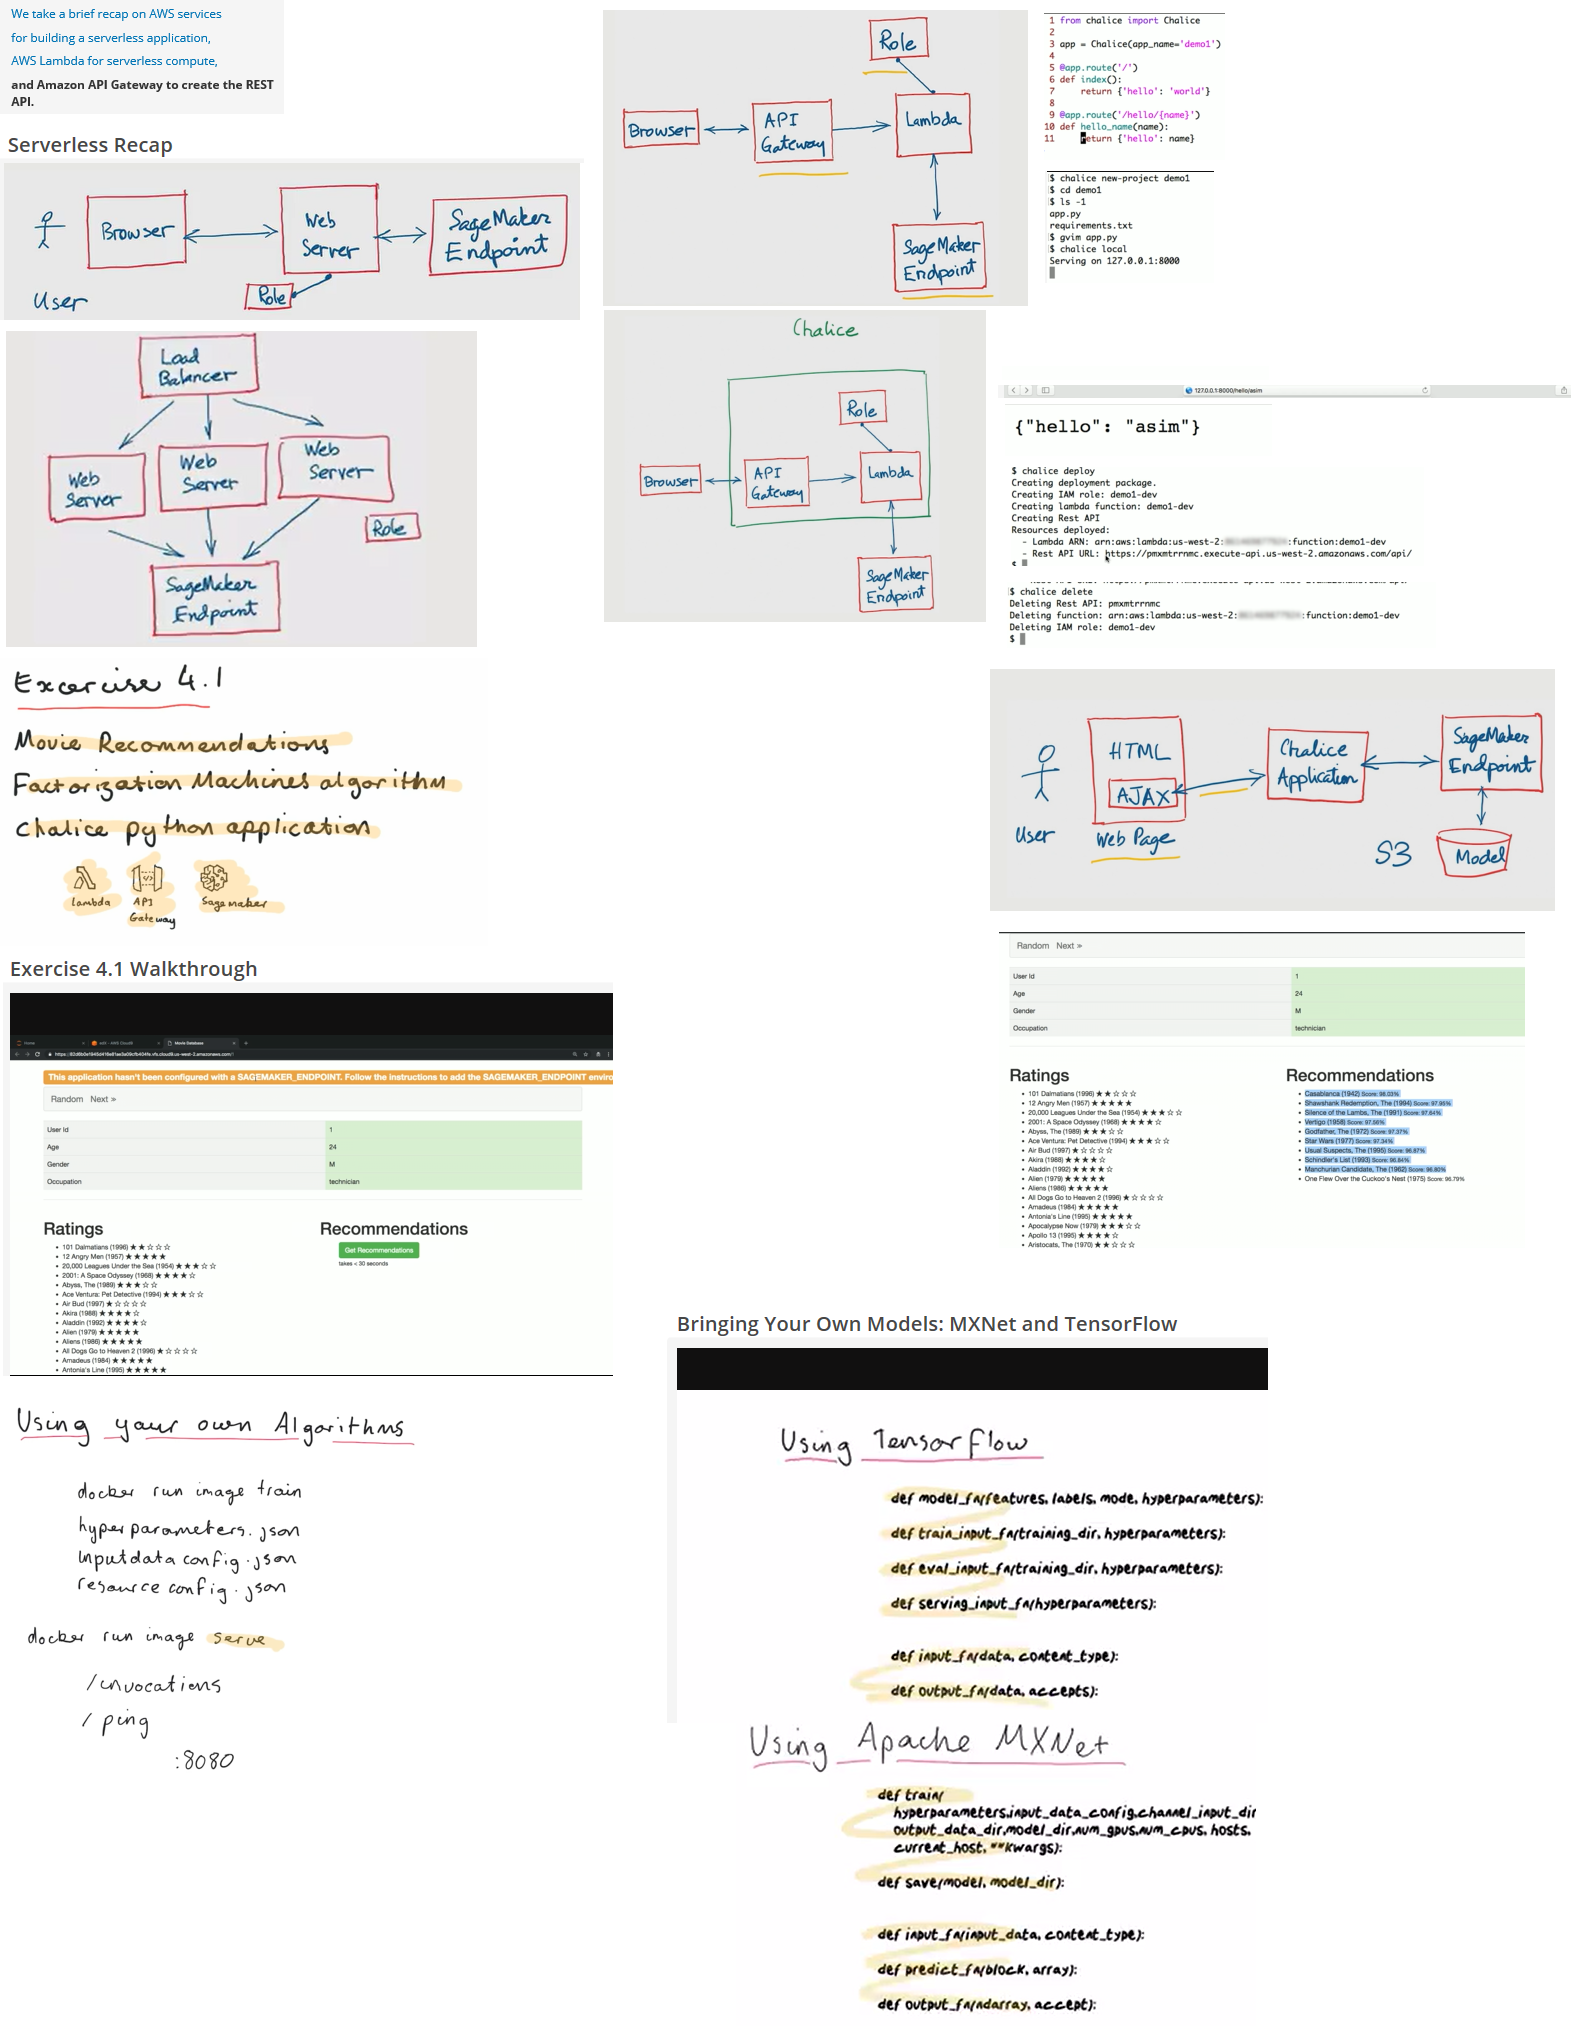 We take a brief recap on AWS services
for building a serverless application,
AWS Lambda for serverless compute,
and Amazon API Gateway to create the REST
API.
Serverless Recap
Browser
Web
Server
SageMaker
Endpoint
Role
User
Load
Balancer
Web
Server
Web
Server
Web
Server
Role
SageMaker
Endpoint
Excercise 4.1
Movie Recommendations
Factorization Machines algorithm
Chalice python application
lambda
API
Gateway
Sagemaker
Role
Browser
API
Gateway
Lambda
SageMaker
Endpoint
Chalice
Role
Browser
API
Gateway
Lambda
SageMaker
Endpoint
1 from chalice import Chalice
2
3 app = Chalice(app_name='demo1')
4
5 @app.route('/')
6 def index():
7 return {'hello': 'world'}
8
9 @app.route('/hello/{name}')
10 def hello_name(name):
11 return {'hello': name}
$ chalice new-project demo1
$ cd demo1
$ ls -1
app.py
requirements.txt
$ gvim app.py
$ chalice local
Serving on 127.0.0.1:8000
127.0.0.1:8000/hello/asim
{"hello": "asim"}
$ chalice deploy
Creating deployment package.
Creating IAM role: demo1-dev
Creating lambda function: demo1-dev
Creating Rest API
Resources deployed:
- Lambda ARN: arn:aws:lambda:us-west-2: :function:demo1-dev
- Rest API URL: https://pmxmtrrnmc.execute-api.us-west-2.amazonaws.com/api/
$ chalice delete
Deleting Rest API: pmxmtrrnmc
Deleting function: arn:aws:lambda:us-west-2: :function:demo1-dev
Deleting IAM role: demo1-dev
$
User
HTML
AJAX
Web Page
Chalice
Application
SageMaker
Endpoint
S3
Model
Random Next »
User Id 1
Age 24
Gender M
Occupation technician
Ratings
101 Dalmatians (1996) ★★☆☆☆
12 Angry Men (1957) ★★★★★
20,000 Leagues Under the Sea (1954) ★★★☆☆
2001: A Space Odyssey (1968) ★★★★☆
Abyss, The (1989) ★★★☆☆
Ace Ventura: Pet Detective (1994) ★★★☆☆
Air Bud (1997) ★☆☆☆☆
Akira (1988) ★★★★☆
Aladdin (1992) ★★★★☆
Alien (1979) ★★★★★
Aliens (1986) ★★★★★
All Dogs Go to Heaven 2 (1996) ★☆☆☆☆
Amadeus (1984) ★★★★★
Antonia's Line (1995) ★★★★★
Apocalypse Now (1979) ★★★☆☆
Apollo 13 (1995) ★★★★☆
Aristocats, The (1970) ★★☆☆☆
Recommendations
Casablanca (1942) Score: 98.03%
Shawshank Redemption, The (1994) Score: 97.95%
Silence of the Lambs, The (1991) Score: 97.64%
Vertigo (1958) Score: 97.56%
Godfather, The (1972) Score: 97.37%
Star Wars (1977) Score: 97.34%
Usual Suspects, The (1995) Score: 96.87%
Schindler's List (1993) Score: 96.84%
Manchurian Candidate, The (1962) Score: 96.80%
One Flew Over the Cuckoo's Nest (1975) Score: 96.79%
Exercise 4.1 Walkthrough
Home
edit - AWS Cloud9
Movie Database
This application hasn't been configured with a SAGEMAKER_ENDPOINT. Follow the instructions to add the SAGEMAKER_ENDPOINT enviro
Random Next »
User Id 1
Age 24
Gender M
Occupation technician
Ratings
101 Dalmatians (1996) ★★☆☆☆
12 Angry Men (1957) ★★★★★
20,000 Leagues Under the Sea (1954) ★★★☆☆
2001: A Space Odyssey (1968) ★★★★☆
Abyss, The (1989) ★★★☆☆
Ace Ventura: Pet Detective (1994) ★★★☆☆
Air Bud (1997) ★☆☆☆☆
Akira (1988) ★★★★☆
Aladdin (1992) ★★★★☆
Alien (1979) ★★★★★
Aliens (1986) ★★★★★
All Dogs Go to Heaven 2 (1996) ★☆☆☆☆
Amadeus (1984) ★★★★★
Antonia's Line (1995) ★★★★★
Recommendations
Get Recommendations
takes < 30 seconds
Using your own Algorithms
docker run image train
hyperparameters.json
inputdataconfig.json
resourceconfig.json
docker run image serve
/invocations
/ping
:8080
Bringing Your Own Models: MXNet and TensorFlow
Using TensorFlow
def model_fn(features, labels, mode, hyperparameters):
def train_input_fn(training_dir, hyperparameters):
def eval_input_fn(training_dir, hyperparameters):
def serving_input_fn(hyperparameters):
def input_fn(data, content_type):
def output_fn(data, accepts):
Using Apache MXNet
def train(
hyperparameters,input_data_config,channel_input_dir
output_data_dir,model_dir,num_gpus,num_cpus, hosts,
current_host, **kwargs):
def save(model, model_dir):
def input_fn(input_data, content_type):
def predict_fn(block, array):
def output_fn(ndarray, accept):